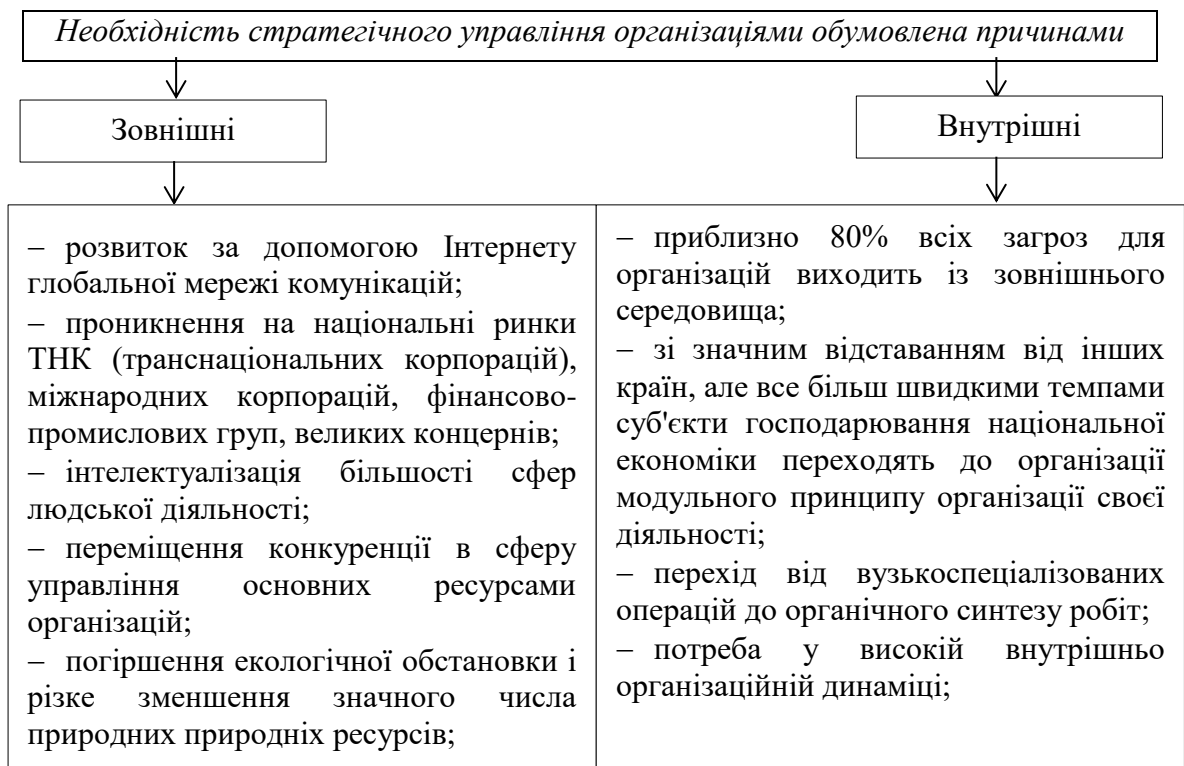 Необхідність стратегічного управління організаціями обумовлена причинами
Зовнішні
Внутрішні
– розвиток за допомогою Інтернету
глобальної мережі комунікацій;
– проникнення на національні ринки
ТНК (транснаціональних корпорацій),
міжнародних корпорацій, фінансово-
промислових груп, великих концернів;
– інтелектуалізація більшості сфер
людської діяльності;
– переміщення конкуренції в сферу
управління основних ресурсами
організацій;
– погіршення екологічної обстановки і
різке зменшення значного числа
природних природніх ресурсів;
– приблизно 80% всіх загроз для
організацій виходить із зовнішнього
середовища;
– зі значним відставанням від інших
країн, але все більш швидкими темпами
суб'єкти господарювання національної
економіки переходять до організації
модульного принципу організації своєї
діяльності;
– перехід від вузькоспеціалізованих
операцій до органічного синтезу робіт;
– потреба у високій внутрішньо
організаційній динаміці;